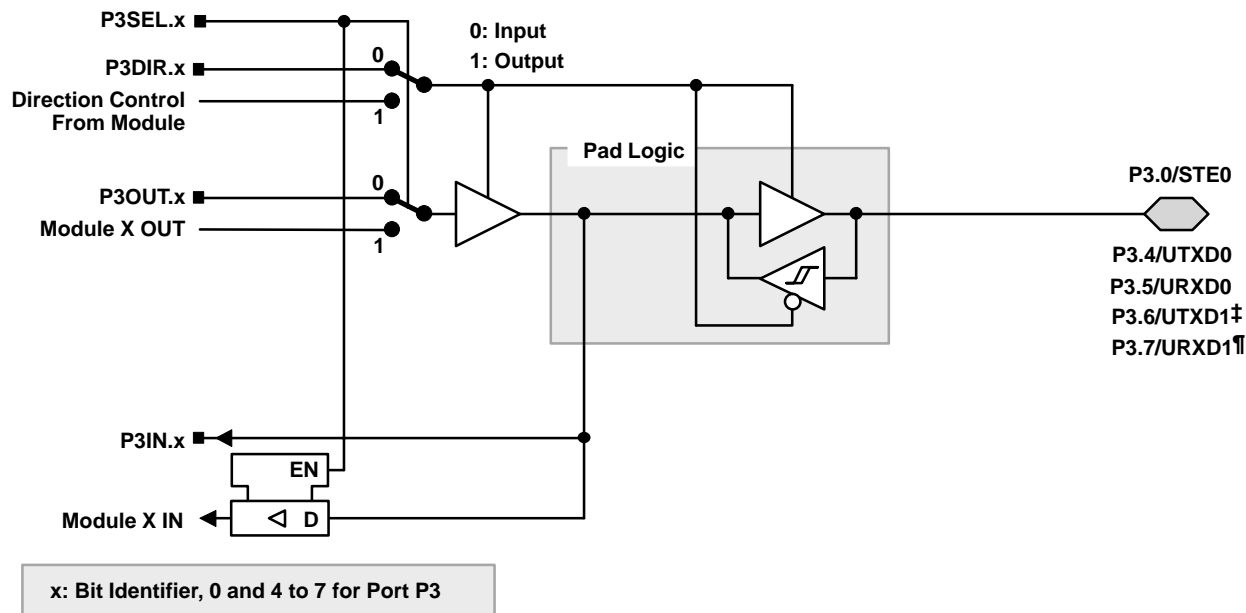 P3SEL.x
0: Input
1: Output
0
P3DIR.x
Direction Control
From Module
1
Pad Logic
P3.0/STE0
0
P3OUT.x
Module X OUT
1
P3.4/UTXD0
P3.5/URXD0
P3.6/UTXD1‡
P3.7/URXD1¶
P3IN.x
EN
Module X IN
D
x: Bit Identifier, 0 and 4 to 7 for Port P3